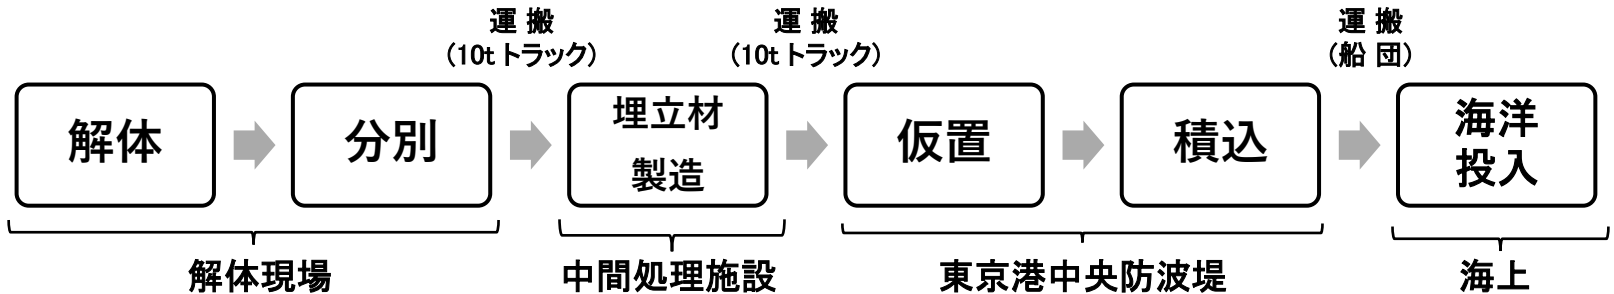 運 搬
(10t トラック)
運 搬
(10t トラック)
運 搬
(船 団)
解体
分別
埋立材
製造
仮置
積込
海洋
投入
解体現場
中間処理施設
東京港中央防波堤
海上